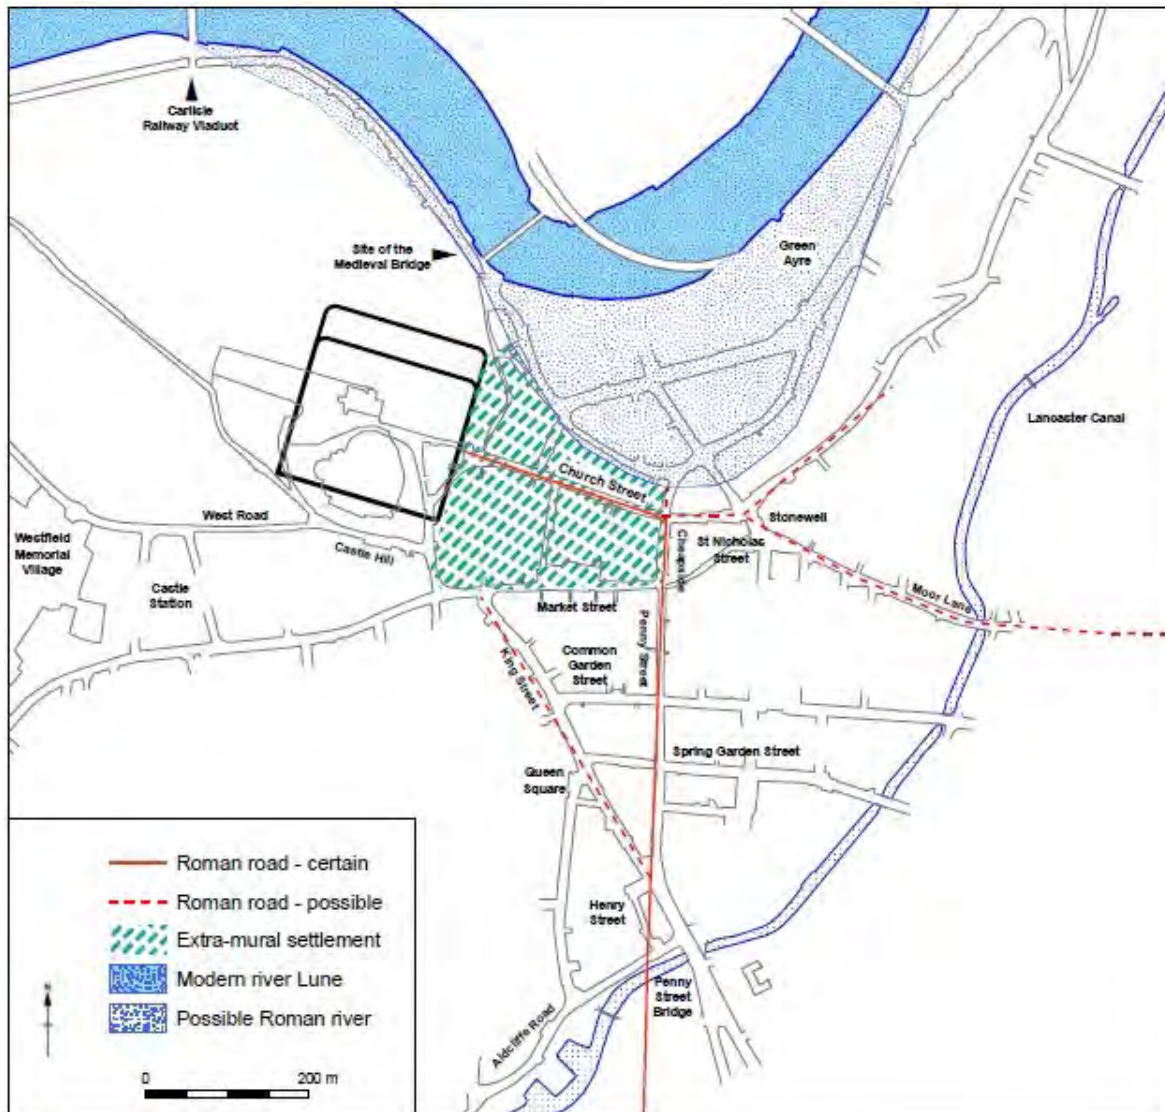 Carlisle
Railway Viaduct
Site of the
Medieval Bridge
Green
Ayre
Lancaster Canal
Church Street
Stonewell
West Road
Castle Hill
Westfield
Memorial
Village
Castle
Station
Cheapside
St Nicholas
Street
Moor Lane
Market Street
Penny Street
Common
Garden
Street
King Street
Spring Garden Street
Queen
Square
Henry
Street
Penny
Street
Bridge
Aldcliffe Road
Roman road - certain
Roman road - possible
Extra-mural settlement
Modern river Lune
Possible Roman river
N
0
200 m